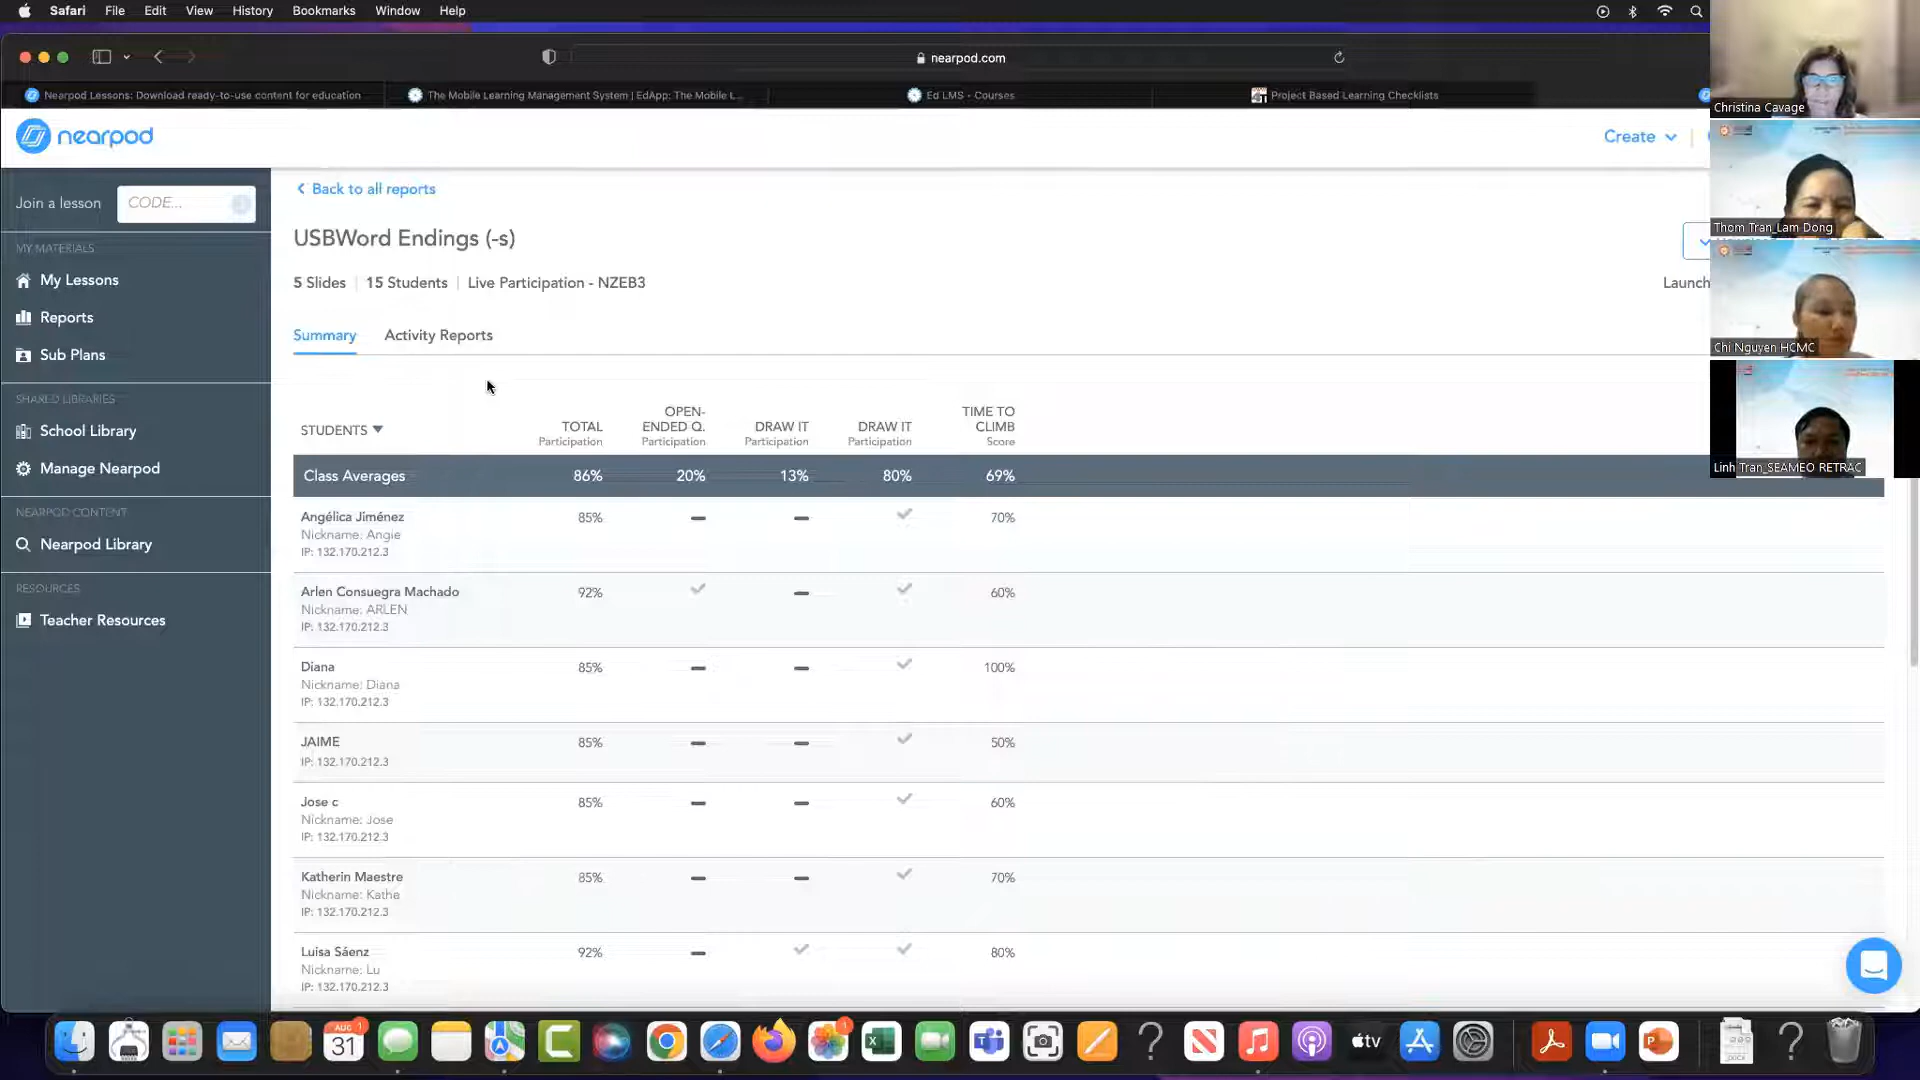 Safari File Edit View History Bookmarks Window Help
nearpod.com
Nearpod Lessons: Download ready-to-use content for education
The Mobile Learning Management System | EdApp: The Mobile L...
Ed LMS - Courses
Project Based Learning Checklists
nearpod
Create
Join a lesson
CODE...
MY MATERIALS
My Lessons
Reports
Sub Plans
SHARED LIBRARIES
School Library
Manage Nearpod
NEARPOD CONTENT
Nearpod Library
RESOURCES
Teacher Resources
Back to all reports
USBWord Endings (-s)
5 Slides | 15 Students | Live Participation - NZEB3
Launch
Summary Activity Reports
STUDENTS
TOTAL
Participation
OPEN-
ENDED Q.
Participation
DRAW IT
Participation
DRAW IT
Participation
TIME TO
CLIMB
Score
Class Averages 86% 20% 13% 80% 69%
Angélica Jiménez 85% 70%
Nickname: Angie
IP: 132.170.212.3
Arlen Consuegra Machado 92% 60%
Nickname: ARLEN
IP: 132.170.212.3
Diana 85% 100%
Nickname: Diana
IP: 132.170.212.3
JAIME 85% 50%
IP: 132.170.212.3
Jose c 85% 60%
Nickname: Jose
IP: 132.170.212.3
Katherin Maestre 85% 70%
Nickname: Kathe
IP: 132.170.212.3
Luisa Sáenz 92% 80%
Nickname: Lu
IP: 132.170.212.3
Christina Cavage
Thom Tran_Lam Dong
Chi Nguyen HCMC
Linh Tran_SEAMEO RETRAC
AUG
31
1
1
tv
DOCX